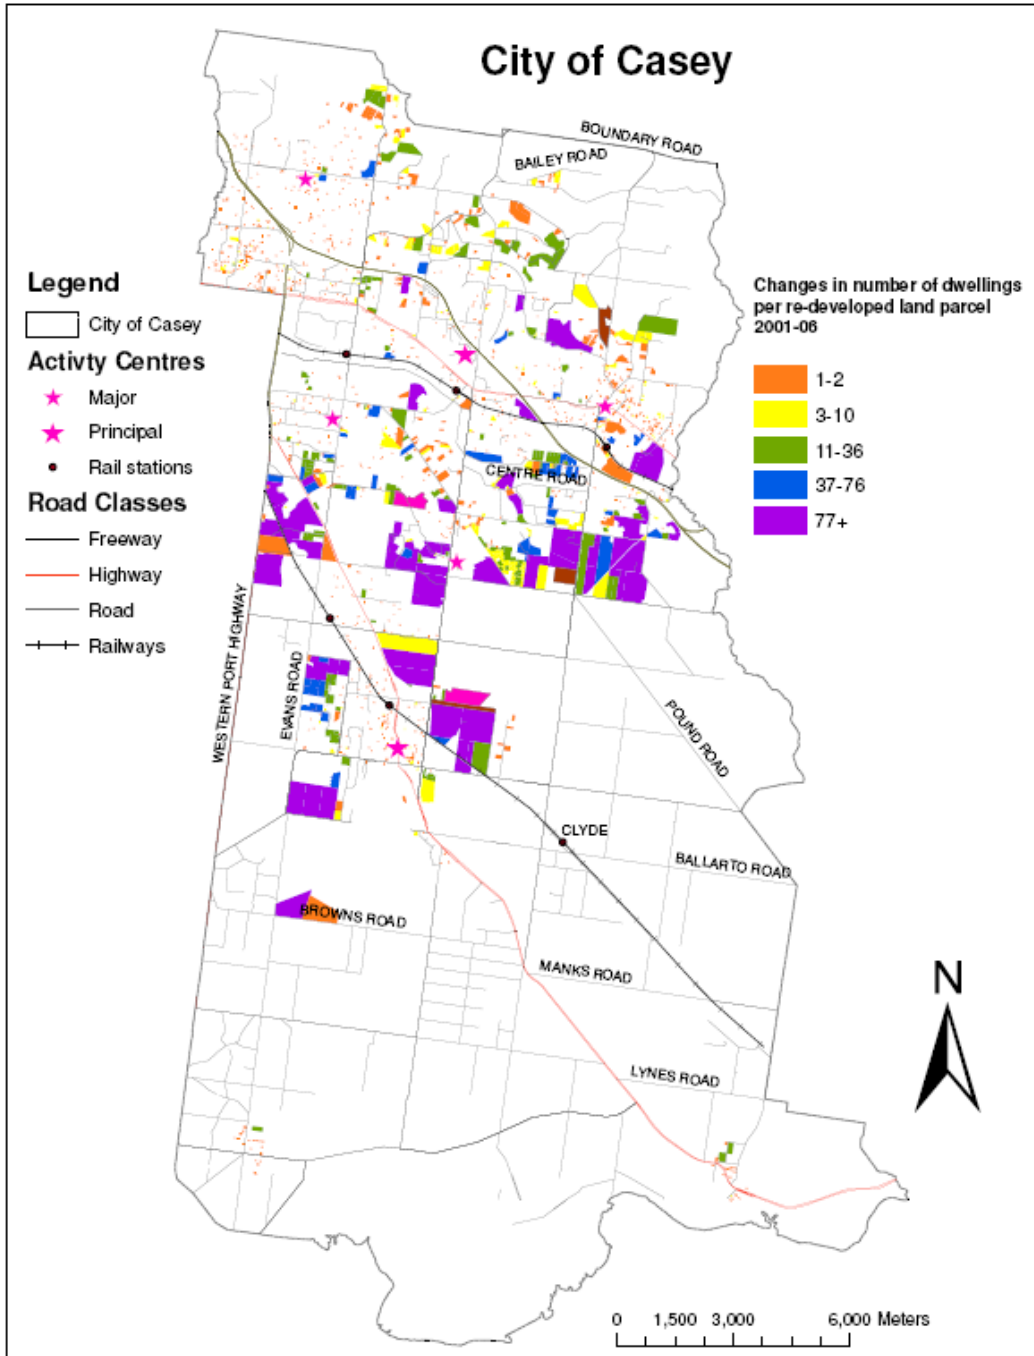 City of Casey
BOUNDARY ROAD
BAILEY ROAD
Legend
City of Casey
Activty Centres
Major
Principal
Rail stations
Road Classes
Freeway
Highway
Road
Railways
Changes in number of dwellings
per re-developed land parcel
2001-06
1-2
3-10
11-36
37-76
77+
CENTRE ROAD
WESTERN PORT HIGHWAY
EVANS ROAD
POUND ROAD
CLYDE
BALLARTO ROAD
BROWNS ROAD
MANKS ROAD
LYNES ROAD
N
0 1,500 3,000 6,000 Meters